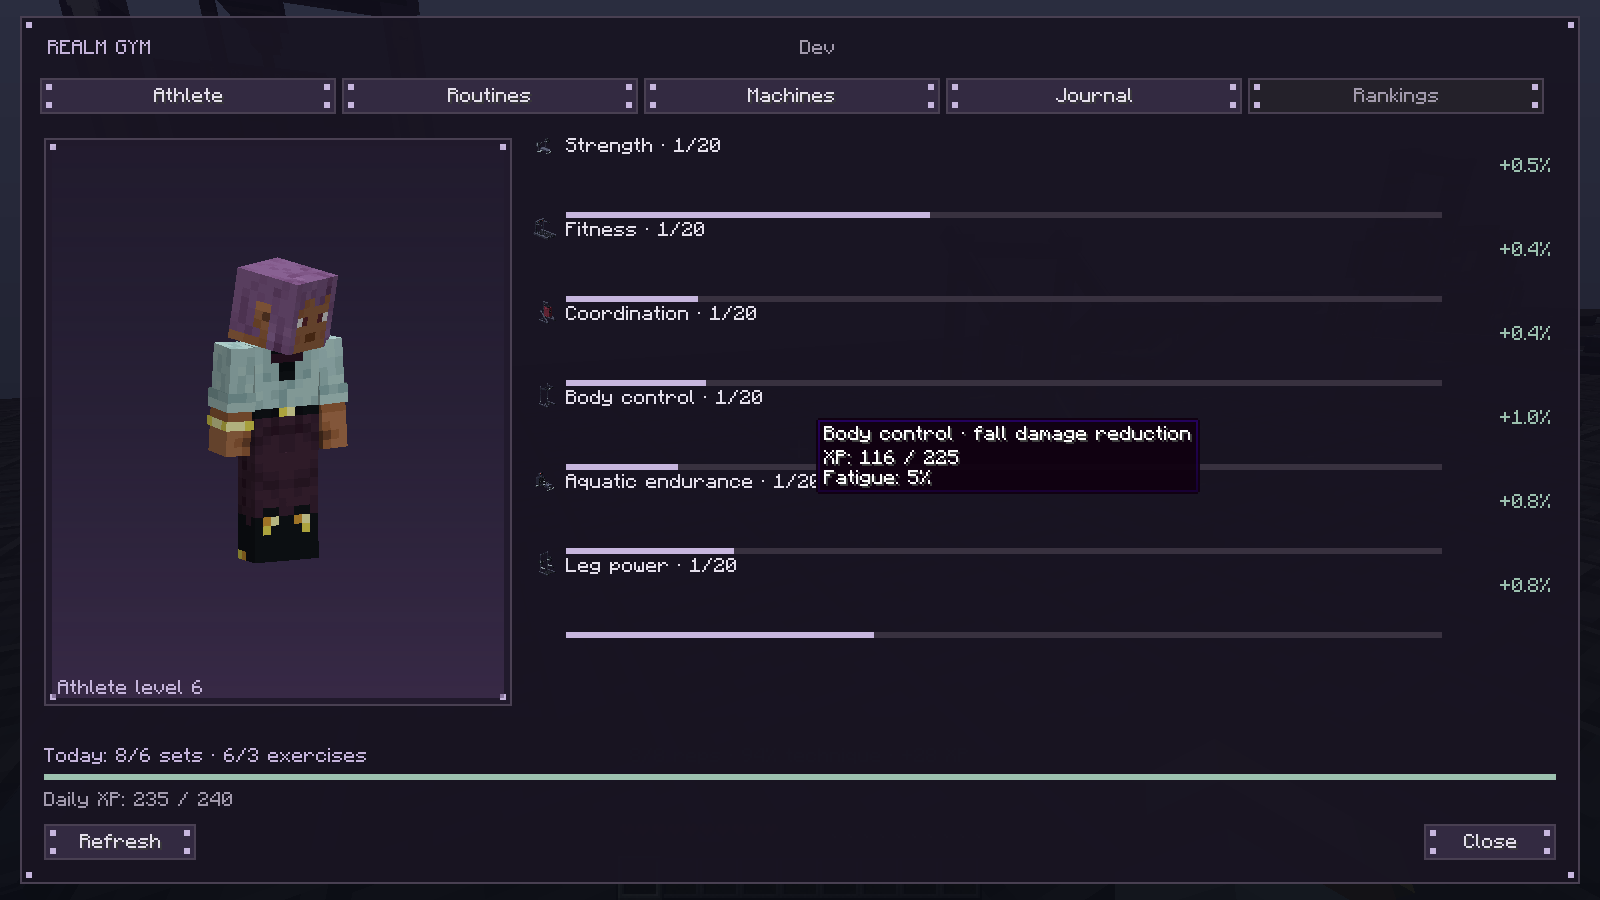 REALM GYM
Dev
Athlete
Routines
Machines
Journal
Rankings
Strength · 1/20
+0.5%
Fitness · 1/20
+0.4%
Coordination · 1/20
+0.4%
Body control · 1/20
+1.0%
Body control · fall damage reduction
XP: 116 / 225
Fatigue: 5%
Aquatic endurance · 1/20
+0.8%
Leg power · 1/20
+0.8%
Athlete level 6
Today: 8/6 sets · 6/3 exercises
Daily XP: 235 / 240
Refresh
Close